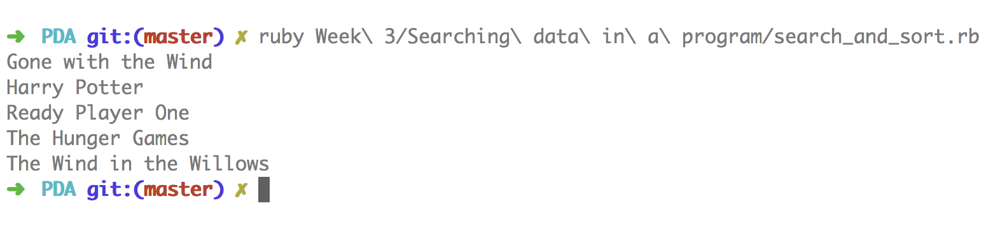 ➜ PDA git:(master) ✗ ruby Week\ 3/Searching\ data\ in\ a\ program/search_and_sort.rb
Gone with the Wind
Harry Potter
Ready Player One
The Hunger Games
The Wind in the Willows
➜ PDA git:(master) ✗